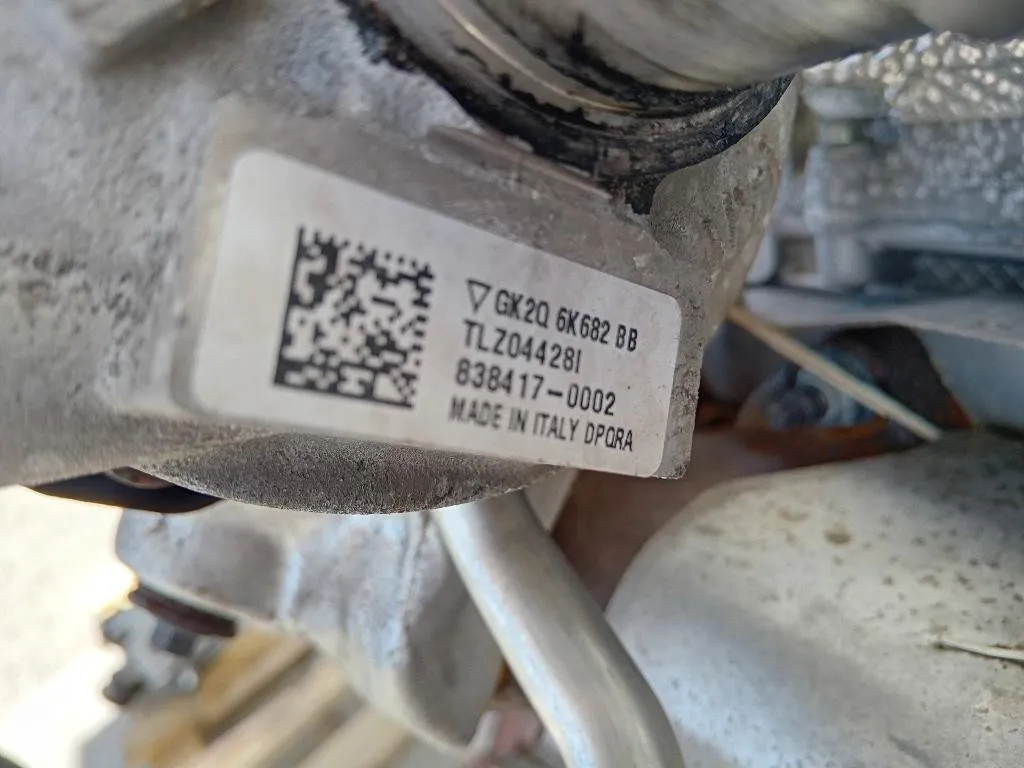 ▽ GK2Q 6K682 BB
TLZ04428I
838417-0002
MADE IN ITALY DPQRA